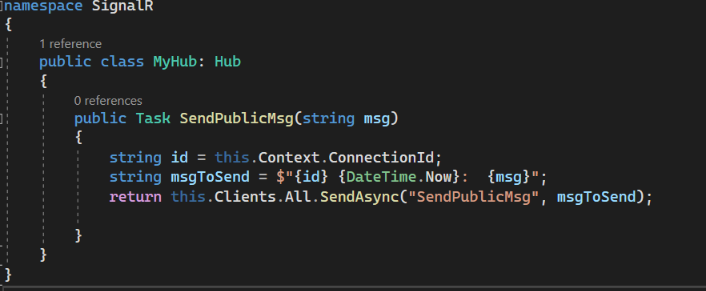 namespace SignalR
{
1 reference
public class MyHub: Hub
{
0 references
public Task SendPublicMsg(string msg)
{
string id = this.Context.ConnectionId;
string msgToSend = $"{id} {DateTime.Now}:  {msg}";
return this.Clients.All.SendAsync("SendPublicMsg", msgToSend);
}
}
}